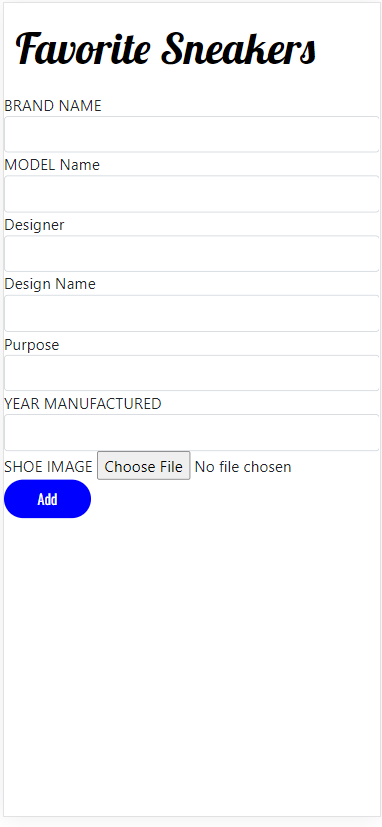 Favorite Sneakers
BRAND NAME
MODEL Name
Designer
Design Name
Purpose
YEAR MANUFACTURED
SHOE IMAGE Choose File No file chosen
Add